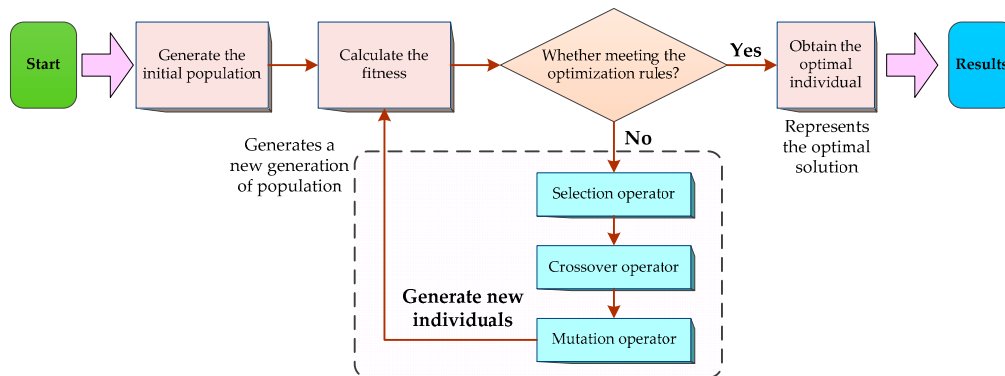 Start
Generate the
initial population
Calculate the
fitness
Whether meeting the
optimization rules?
Yes
Obtain the
optimal
individual
Results
Represents
the optimal
solution
No
Generates a
new generation
of population
Selection operator
Crossover operator
Generate new
individuals
Mutation operator